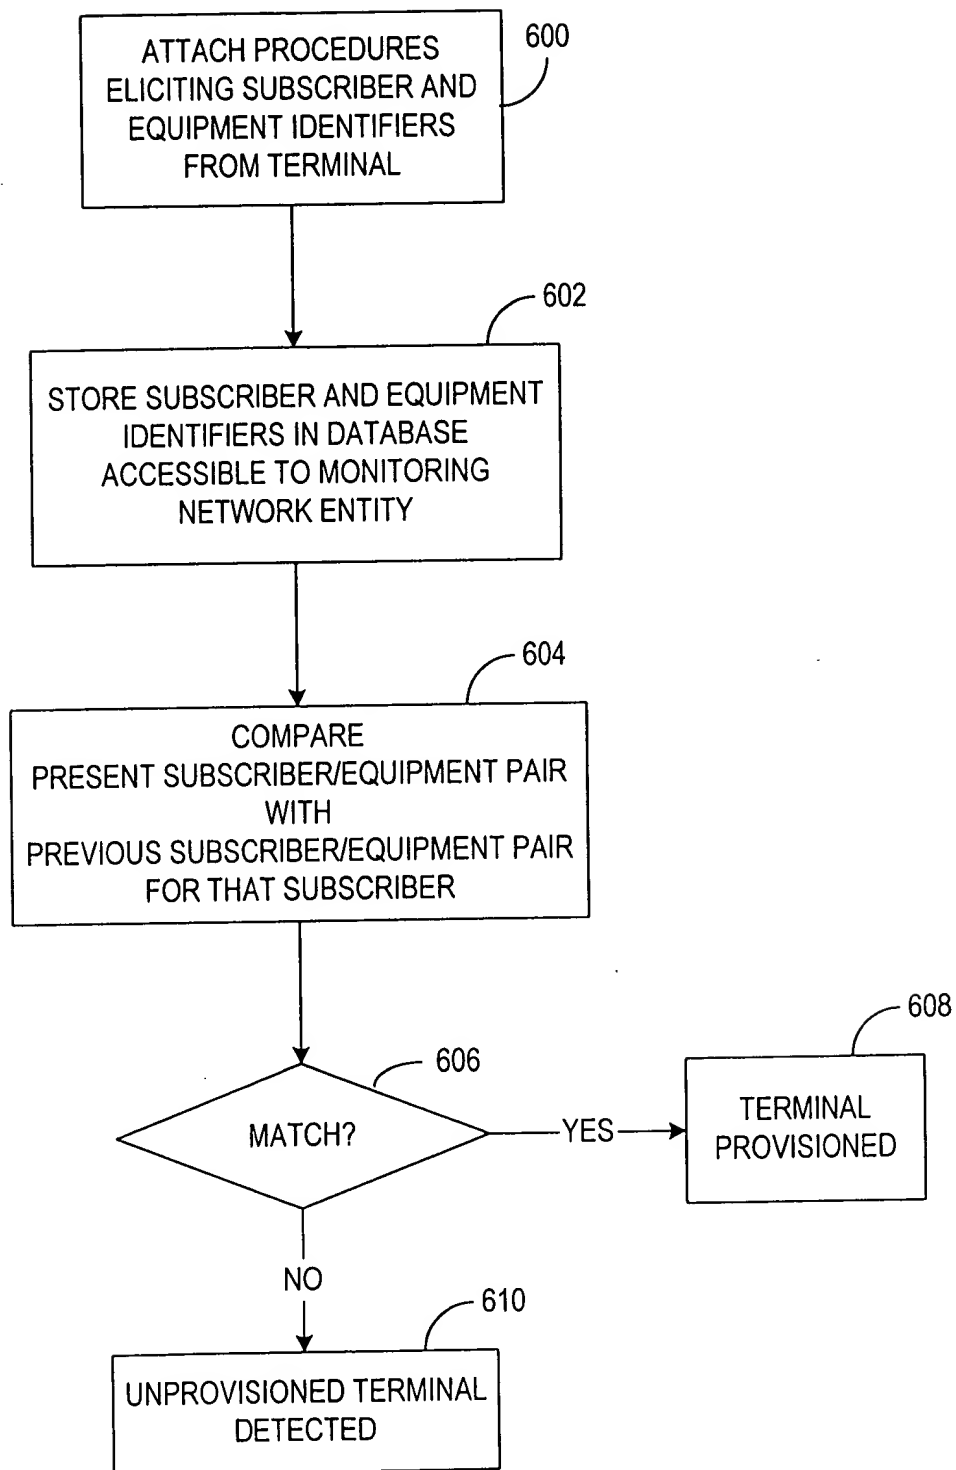 ATTACH PROCEDURES
ELICITING SUBSCRIBER AND
EQUIPMENT IDENTIFIERS
FROM TERMINAL
600
602
STORE SUBSCRIBER AND EQUIPMENT
IDENTIFIERS IN DATABASE
ACCESSIBLE TO MONITORING
NETWORK ENTITY
604
COMPARE
PRESENT SUBSCRIBER/EQUIPMENT PAIR
WITH
PREVIOUS SUBSCRIBER/EQUIPMENT PAIR
FOR THAT SUBSCRIBER
606
MATCH?
YES
608
TERMINAL
PROVISIONED
NO
610
UNPROVISIONED TERMINAL
DETECTED